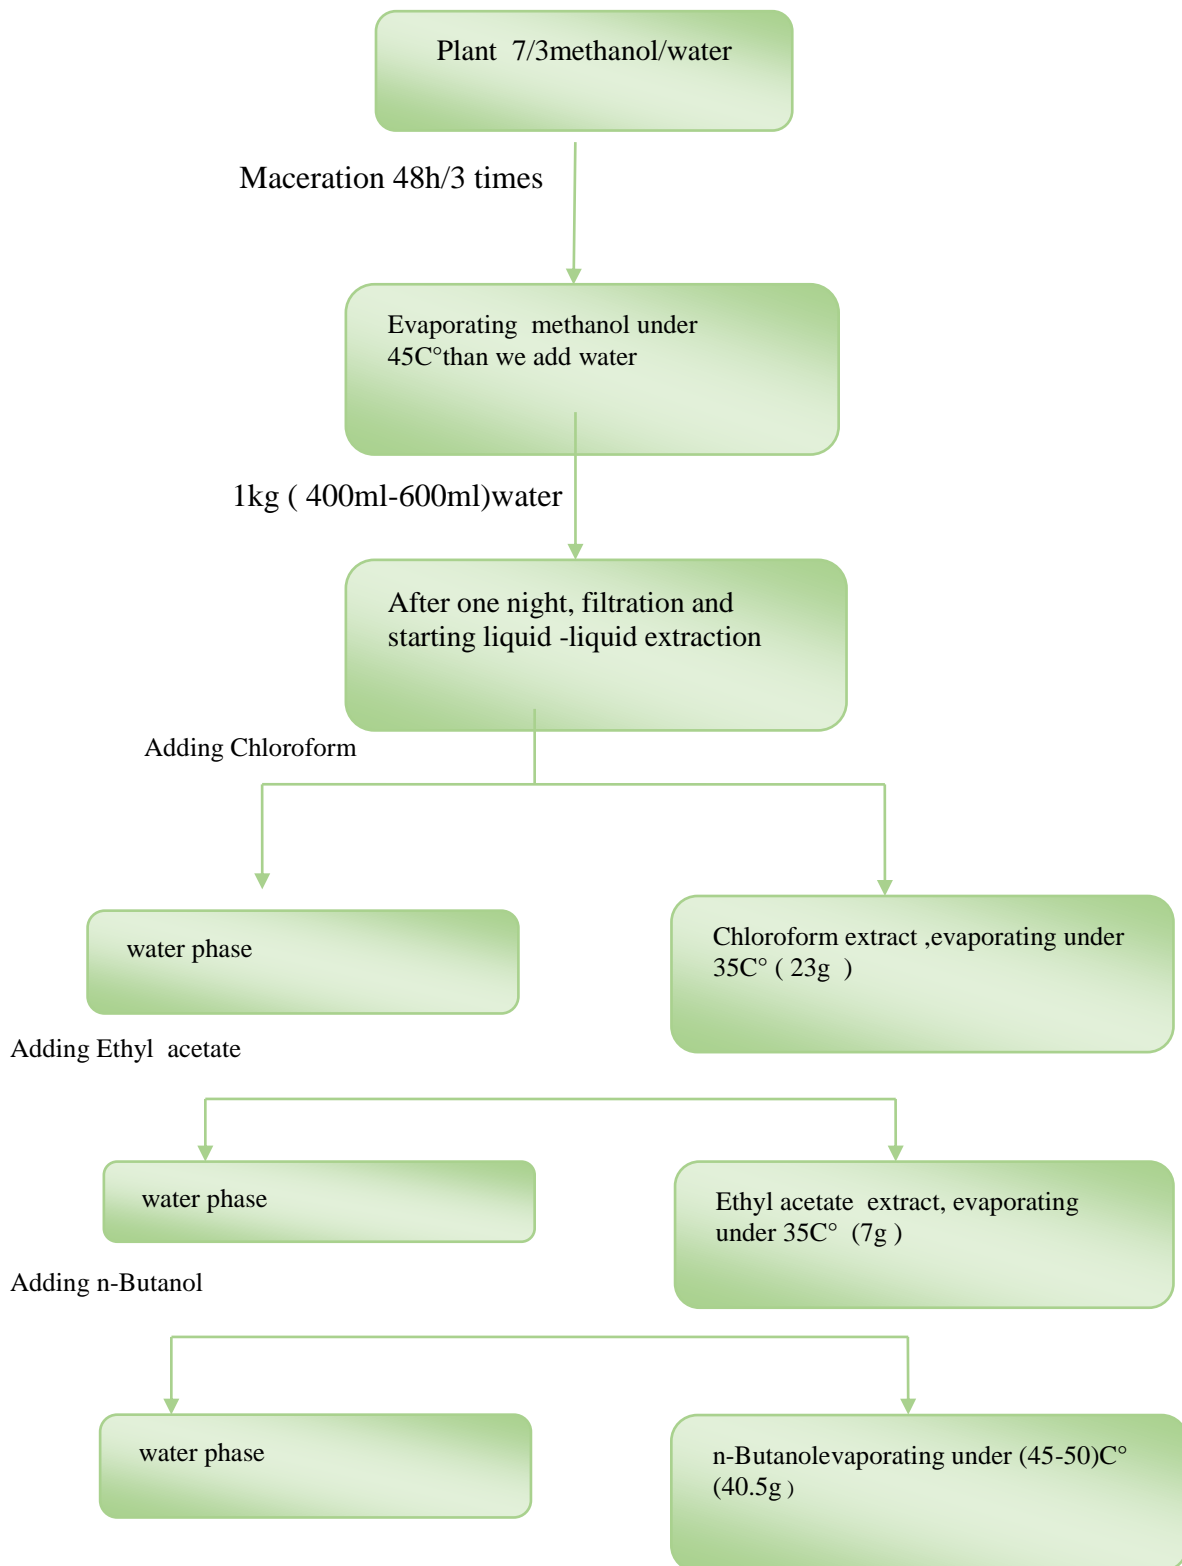 Plant 7/3methanol/water
Maceration 48h/3 times
Evaporating methanol under
45C°than we add water
1kg ( 400ml-600ml)water
After one night, filtration and
starting liquid -liquid extraction
Adding Chloroform
water phase
Chloroform extract ,evaporating under
35C° ( 23g )
Adding Ethyl acetate
water phase
Ethyl acetate extract, evaporating
under 35C° (7g )
Adding n-Butanol
water phase
n-Butanolevaporating under (45-50)C°
(40.5g )